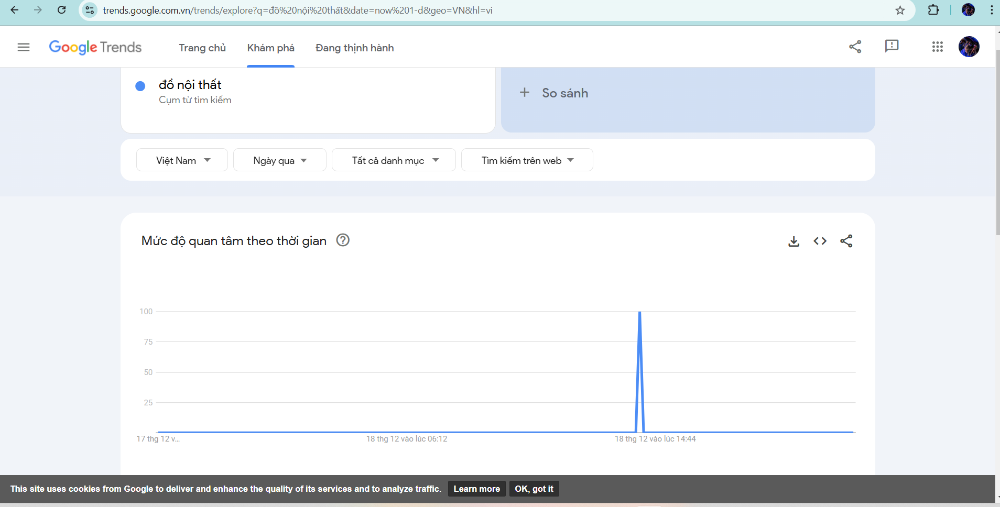 trends.google.com.vn/trends/explore?q=đồ%20nội%20thất&date=now%201-d&geo=VN&hl=vi
Google Trends
Trang chủ
Khám phá
Đang thịnh hành
đồ nội thất
Cụm từ tìm kiếm
+ So sánh
Việt Nam
Ngày qua
Tất cả danh mục
Tìm kiếm trên web
Mức độ quan tâm theo thời gian
100
75
50
25
17 thg 12 v...
18 thg 12 vào lúc 06:12
18 thg 12 vào lúc 14:44
This site uses cookies from Google to deliver and enhance the quality of its services and to analyze traffic.
Learn more
OK, got it